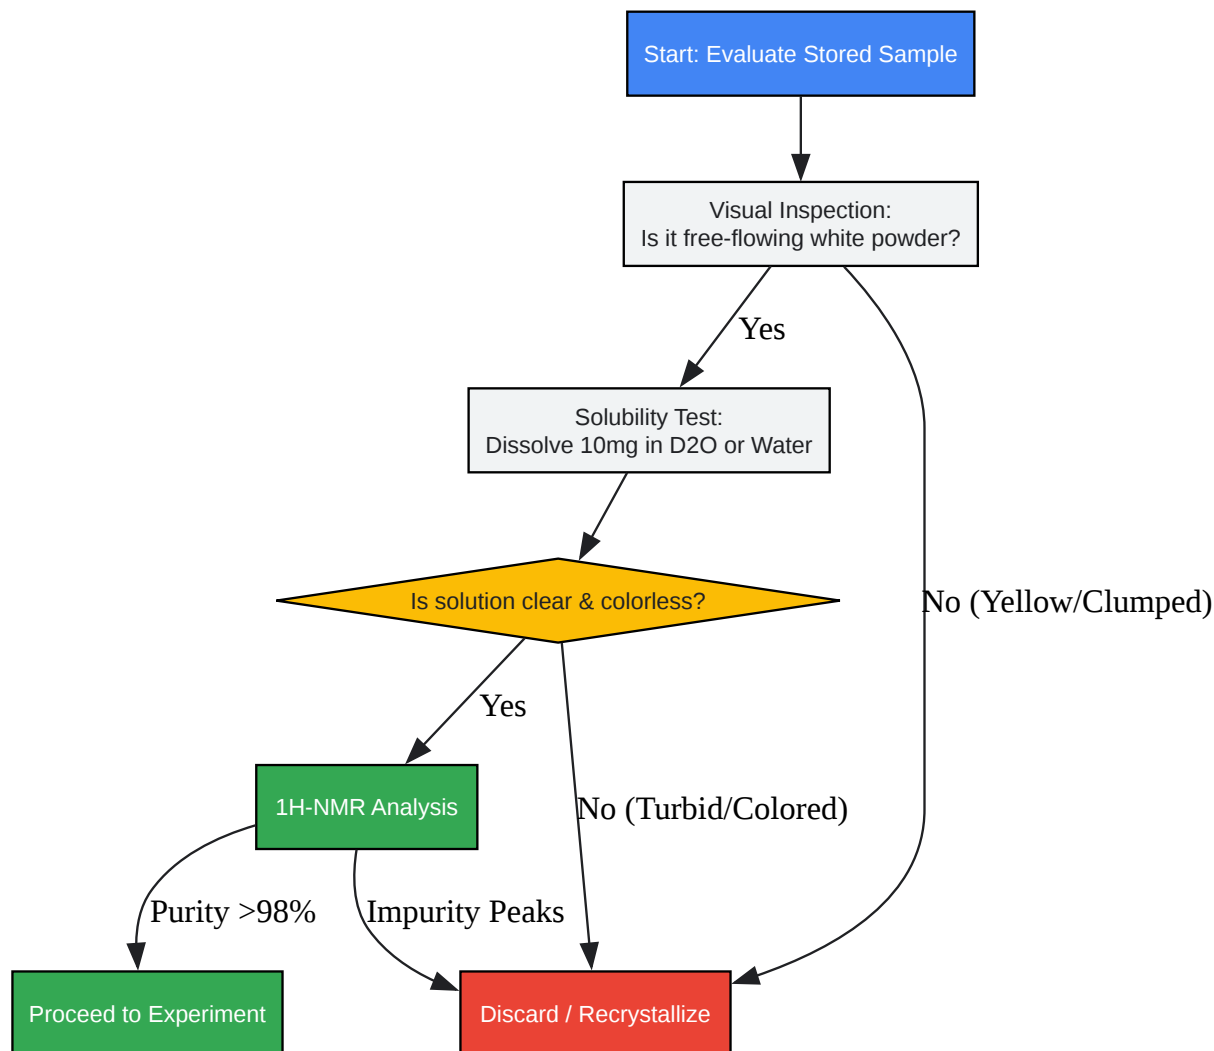 Start: Evaluate Stored Sample
Visual Inspection:
Is it free-flowing white powder?
Yes
Solubility Test:
Dissolve 10mg in D2O or Water
Is solution clear & colorless?
No (Yellow/Clumped)
Yes
1H-NMR Analysis
No (Turbid/Colored)
Purity >98%
Impurity Peaks
Proceed to Experiment
Discard / Recrystallize